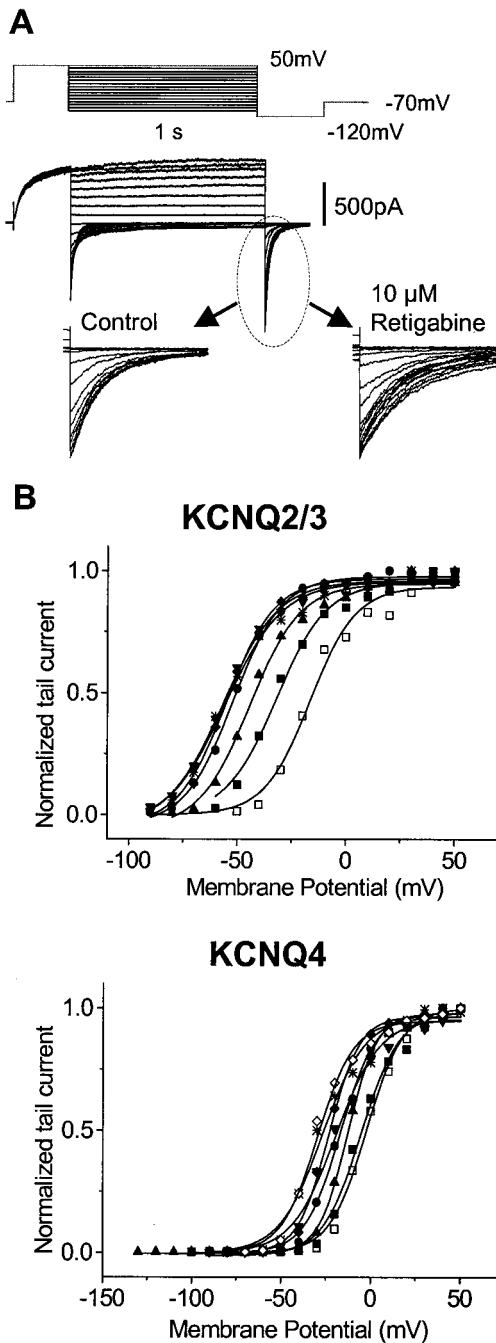 A
50mV
-70mV
1 s
-120mV
500pA
Control
10 µM
Retigabine
B
KCNQ2/3
1.0
0.5
0.0
Normalized tail current
-100
-50
0
50
Membrane Potential (mV)
KCNQ4
1.0
0.5
0.0
Normalized tail current
-150
-100
-50
0
50
Membrane Potential (mV)